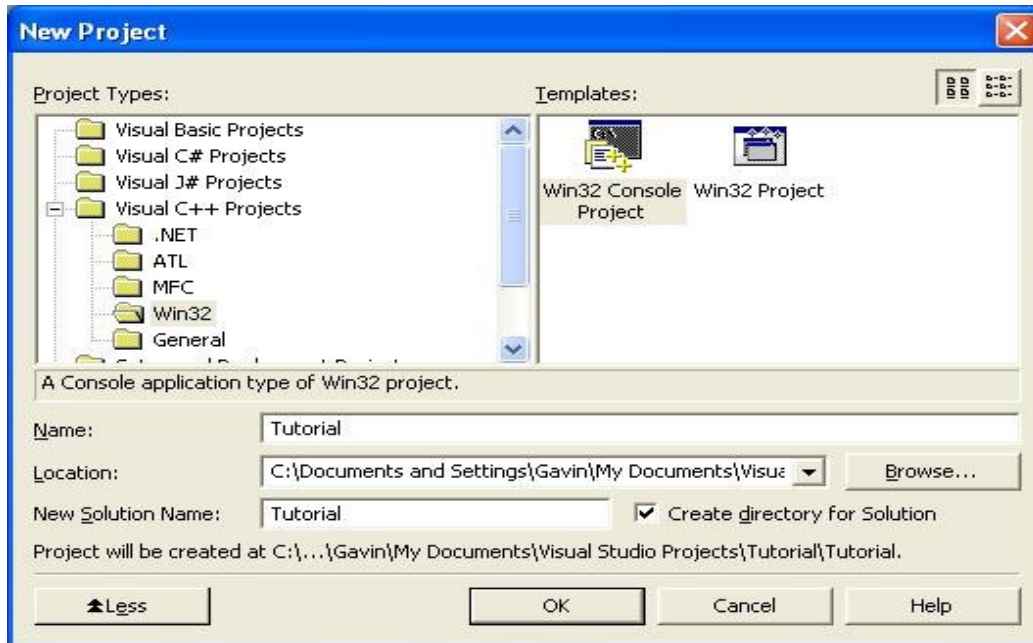 New Project
Project Types:
Templates:
Visual Basic Projects
Visual C# Projects
Visual J# Projects
Visual C++ Projects
.NET
ATL
MFC
Win32
General
Win32 Console
Project
Win32 Project
A Console application type of Win32 project.
Name:
Tutorial
Location:
C:\Documents and Settings\Gavin\My Documents\Visua
Browse...
New Solution Name:
Tutorial
Create directory for Solution
Project will be created at C:\...\Gavin\My Documents\Visual Studio Projects\Tutorial\Tutorial.
Less
OK
Cancel
Help